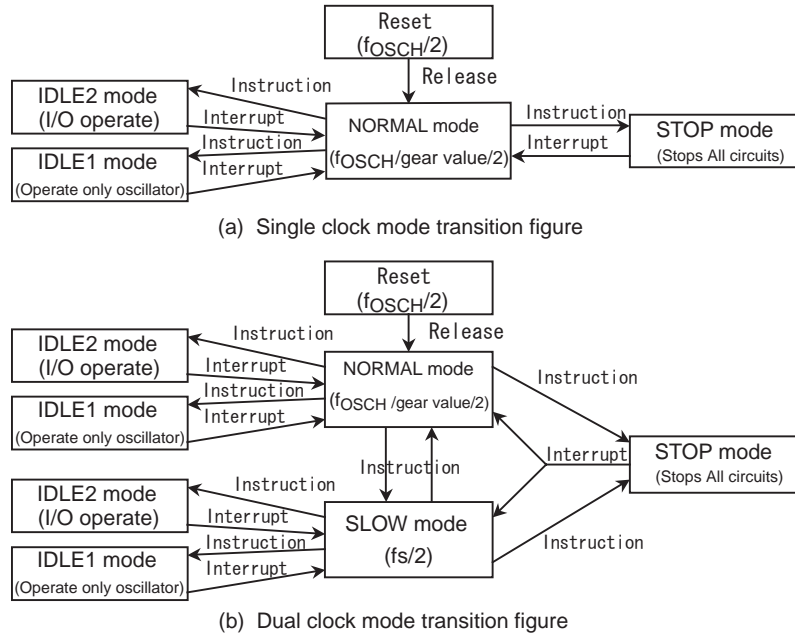 Reset
(fOSCH/2)
Release
Instruction
IDLE2 mode
(I/O operate)
Interrupt
Instruction
IDLE1 mode
(Operate only oscillator)
Interrupt
NORMAL mode
(fOSCH/gear value/2)
Instruction
Interrupt
STOP mode
(Stops All circuits)
(a) Single clock mode transition figure
Reset
(fOSCH/2)
Release
Instruction
IDLE2 mode
(I/O operate)
Interrupt
Instruction
IDLE1 mode
(Operate only oscillator)
Interrupt
NORMAL mode
(fOSCH /gear value/2)
Instruction
Instruction
Interrupt
STOP mode
(Stops All circuits)
IDLE2 mode
(I/O operate)
Instruction
Interrupt
Instruction
IDLE1 mode
(Operate only oscillator)
Interrupt
SLOW mode
(fs/2)
Instruction
(b) Dual clock mode transition figure